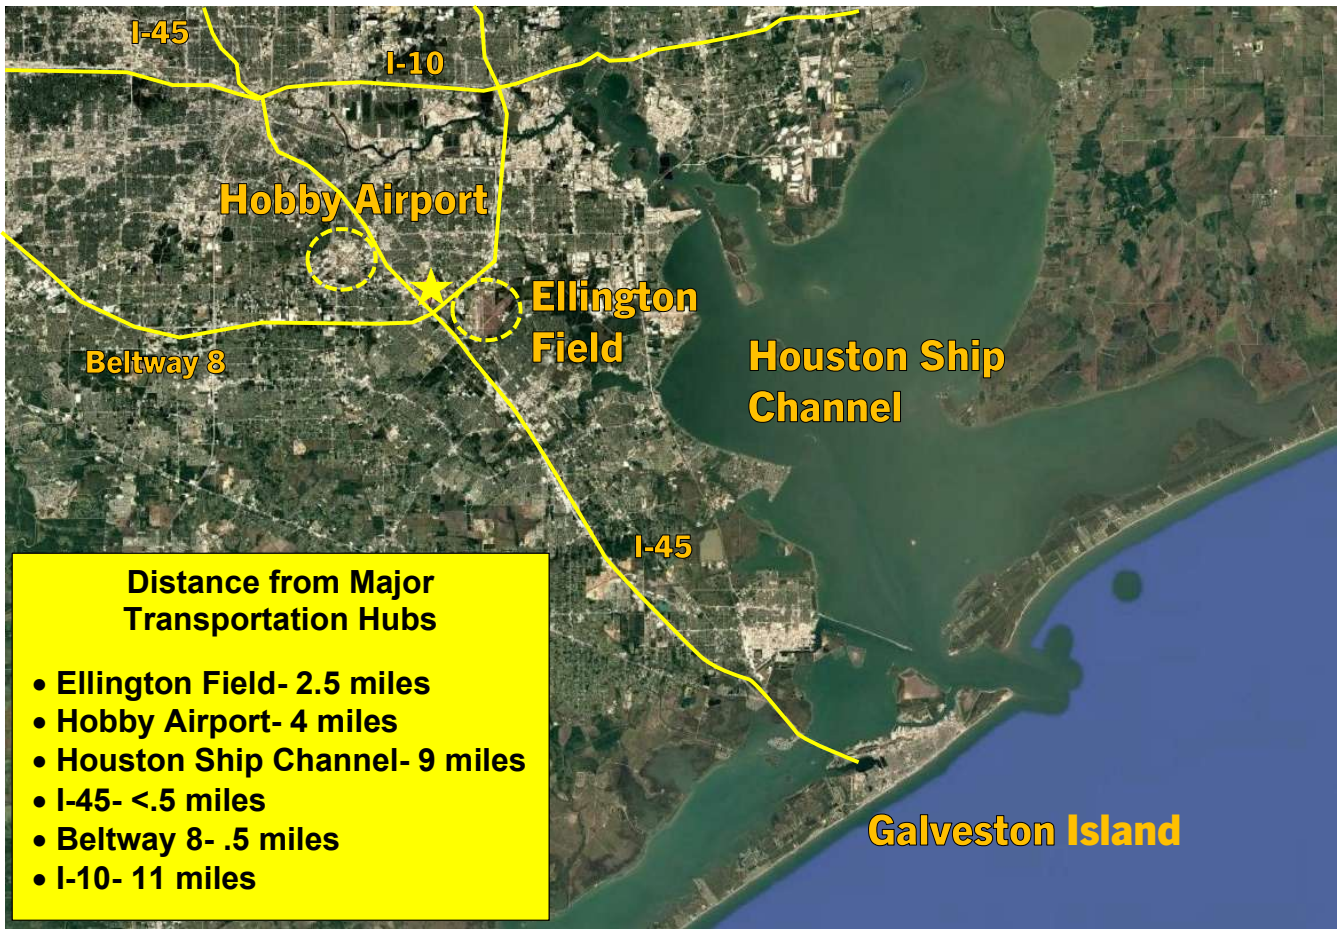 I-45
I-10
Hobby Airport
Ellington
Field
Beltway 8
Houston Ship
Channel
I-45
Distance from Major
Transportation Hubs
• Ellington Field- 2.5 miles
• Hobby Airport- 4 miles
• Houston Ship Channel- 9 miles
• I-45- <.5 miles
• Beltway 8- .5 miles
• I-10- 11 miles
Galveston Island